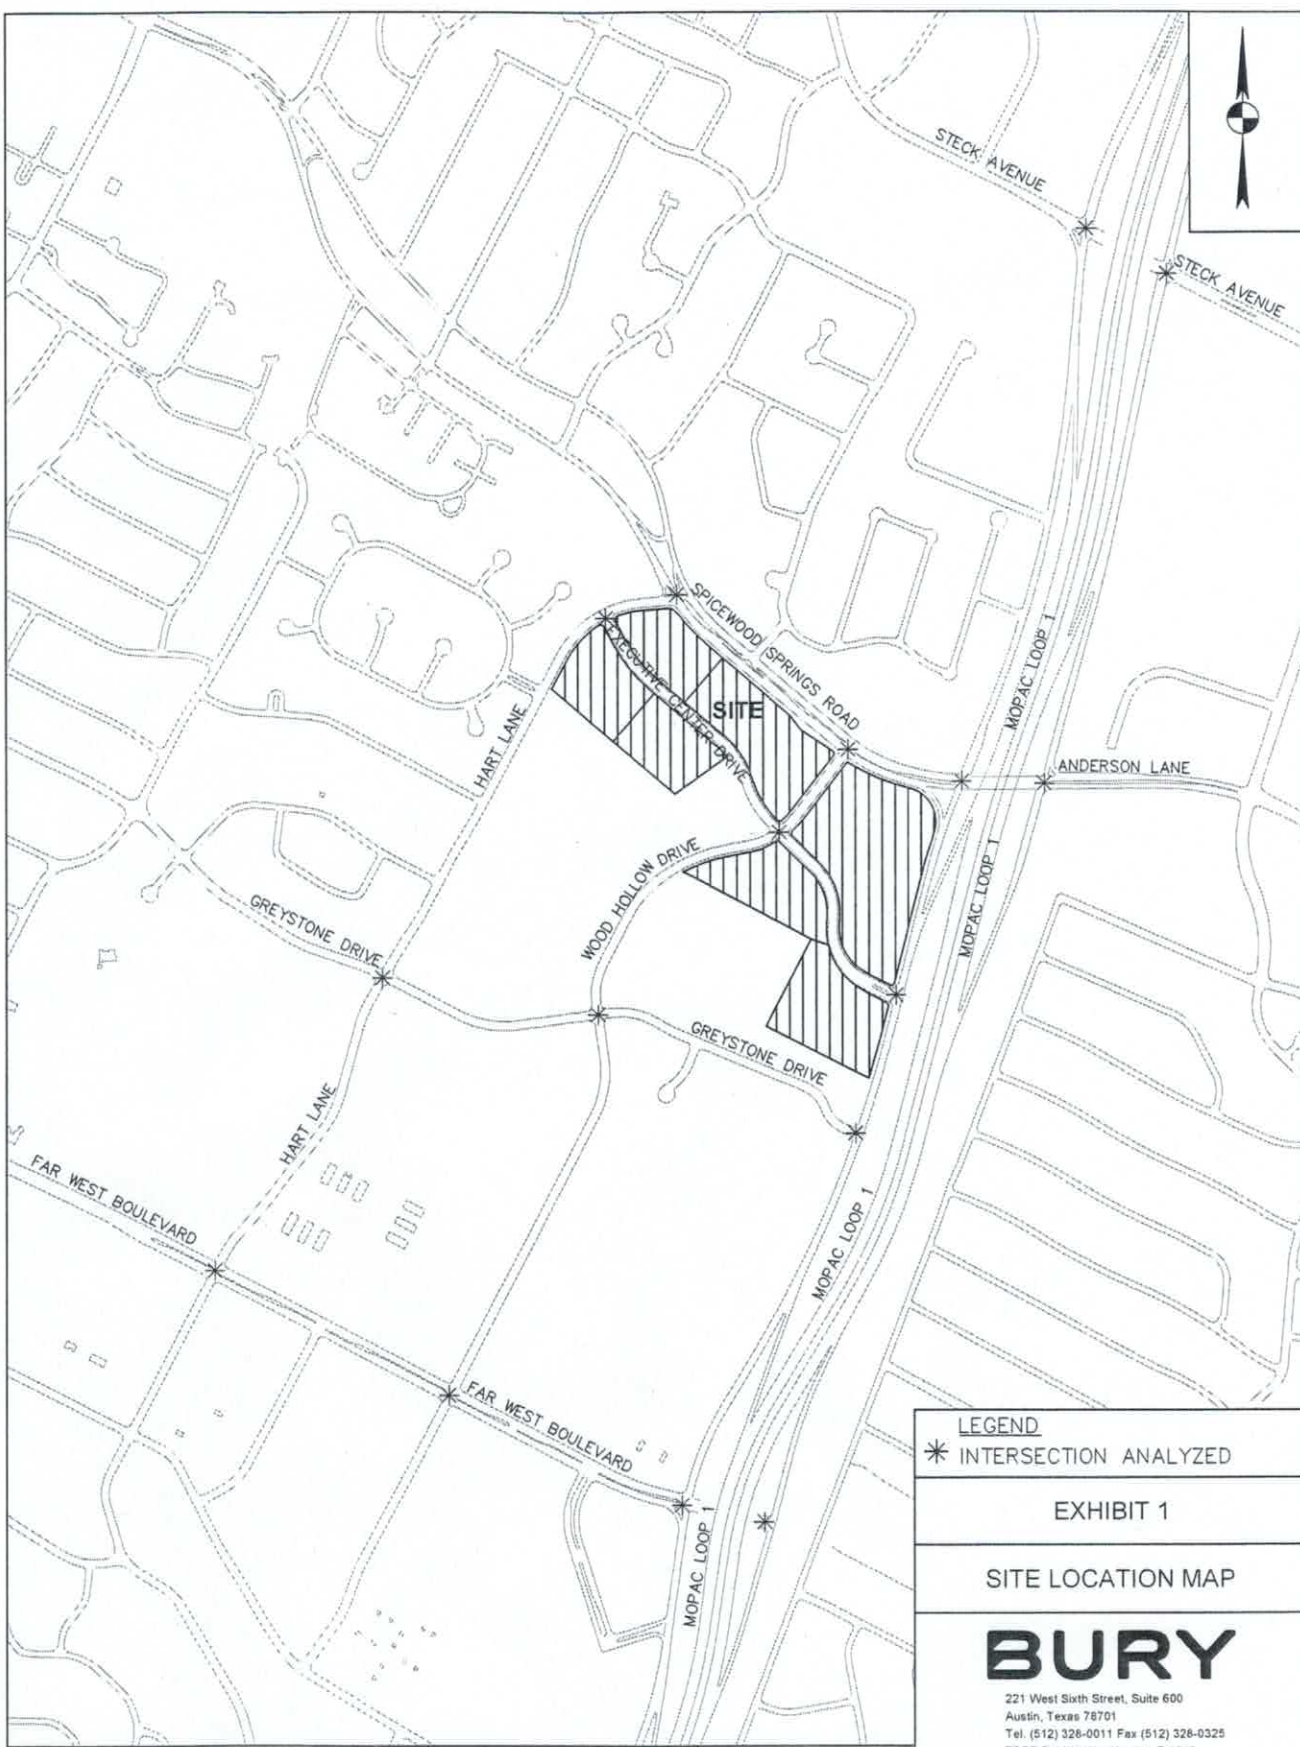 STECK AVENUE
STECK AVENUE
SPICEWOOD SPRINGS ROAD
EXECUTIVE CENTER DRIVE
SITE
MOPAC LOOP 1
HART LANE
ANDERSON LANE
WOOD HOLLOW DRIVE
MOPAC LOOP 1
GREYSTONE DRIVE
GREYSTONE DRIVE
HART LANE
FAR WEST BOULEVARD
MOPAC LOOP 1
FAR WEST BOULEVARD
MOPAC LOOP 1
LEGEND
INTERSECTION ANALYZED
EXHIBIT 1
SITE LOCATION MAP
BURY
221 West Sixth Street, Suite 600
Austin, Texas 78701
Tel. (512) 328-0011 Fax (512) 328-0325